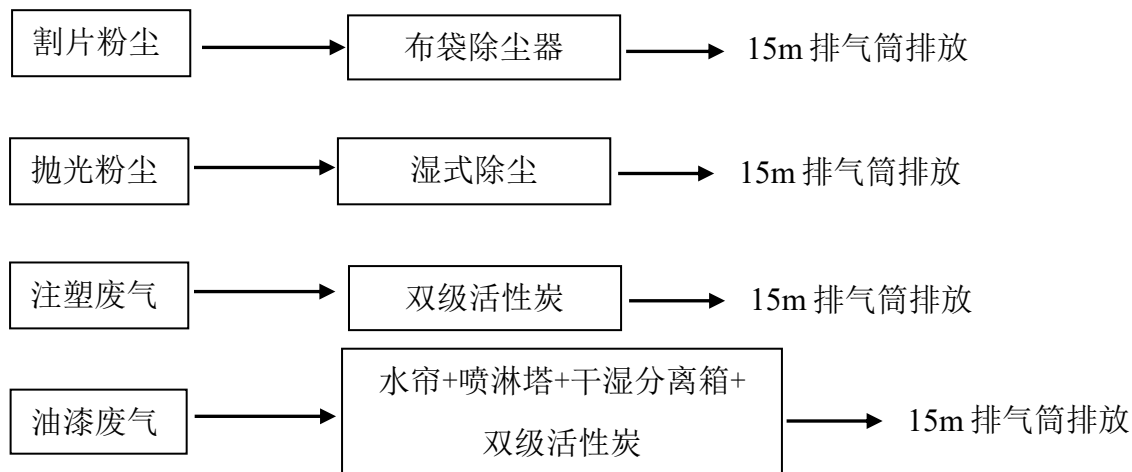 割片粉尘 布袋除尘器 15m 排气筒排放
抛光粉尘 湿式除尘 15m 排气筒排放
注塑废气 双级活性炭 15m 排气筒排放
油漆废气 水帘+喷淋塔+干湿分离箱+
双级活性炭 15m 排气筒排放